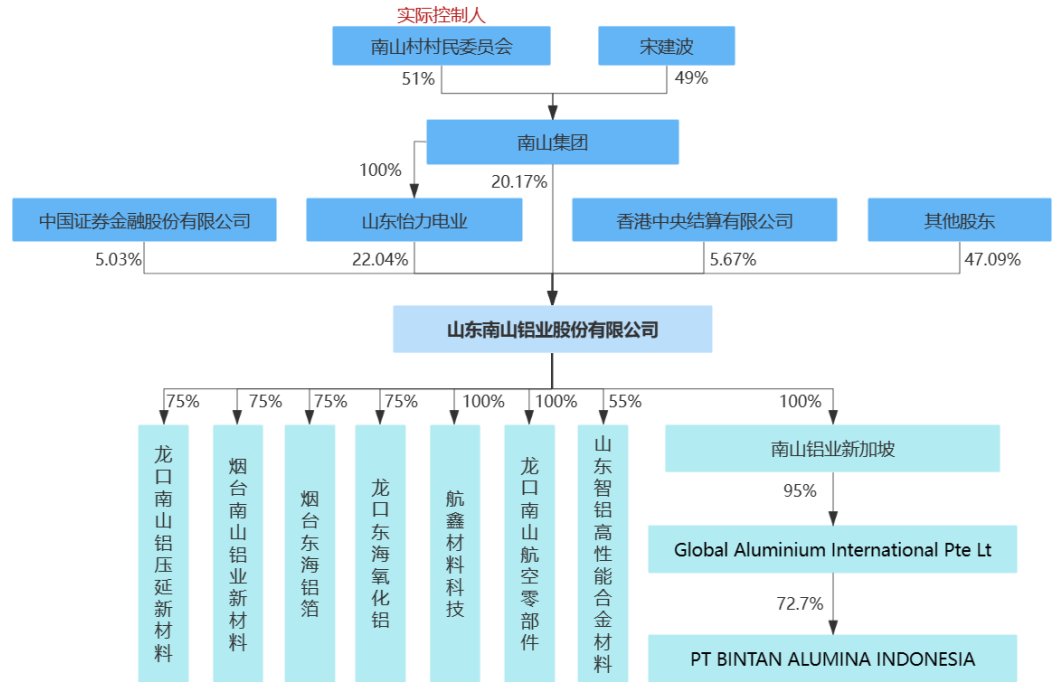 实际控制人
南山村村民委员会
宋建波
51%
49%
南山集团
100%
20.17%
中国证券金融股份有限公司
山东怡力电业
香港中央结算有限公司
其他股东
5.03%
22.04%
5.67%
47.09%
山东南山铝业股份有限公司
75%
75%
75%
75%
100%
100%
55%
100%
龙口南山铝压延新材料
烟台南山铝业新材料
烟台东海铝箔
龙口东海氧化铝
航鑫材料科技
龙口南山航空零部件
山东智铝高性能合金材料
南山铝业新加坡
95%
Global Aluminium International Pte Lt
72.7%
PT BINTAN ALUMINA INDONESIA